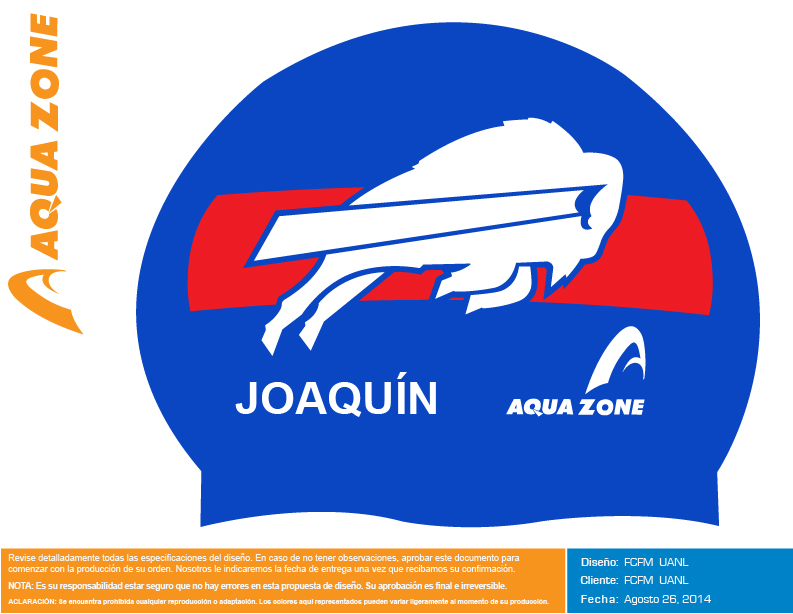 AQUA ZONE
JOAQUÍN
AQUA ZONE
Revise detalladamente todas las especificaciones del diseño. En caso de no tener observaciones, aprobar este documento para
comenzar con la producción de su orden. Nosotros le indicaremos la fecha de entrega una vez que recibamos su confirmación.
NOTA: Es su responsabilidad estar seguro que no hay errores en esta propuesta de diseño. Su aprobación es final e irreversible.
ACLARACIÓN: Se encuentra prohibida cualquier reproducción o adaptación. Los colores aquí representados pueden variar ligeramente al momento de su producción.
Diseño: FCFM UANL
Cliente: FCFM UANL
Fecha: Agosto 26, 2014